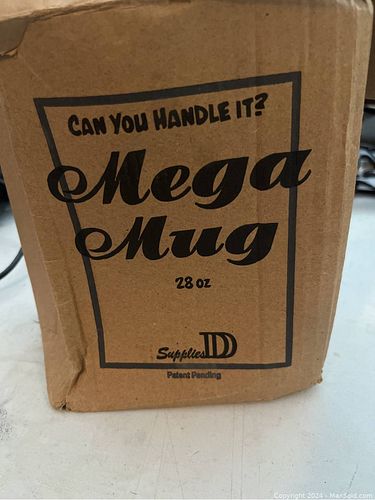 CAN YOU HANDLE IT?
Mega
Mug
28 oz
Supplies DD
Patent Pending
Copyright 2024 - MaxSold.com